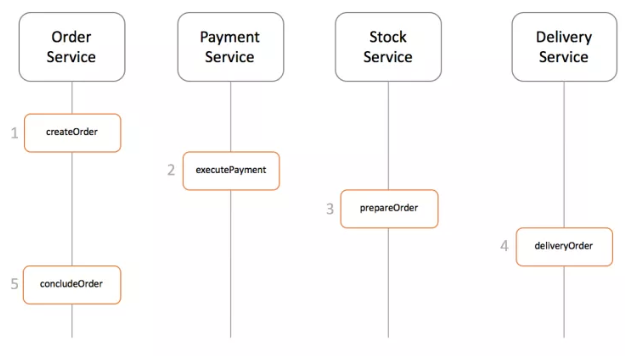 Order
Service
Payment
Service
Stock
Service
Delivery
Service
1
createOrder
2
executePayment
3
prepareOrder
4
deliveryOrder
5
concludeOrder